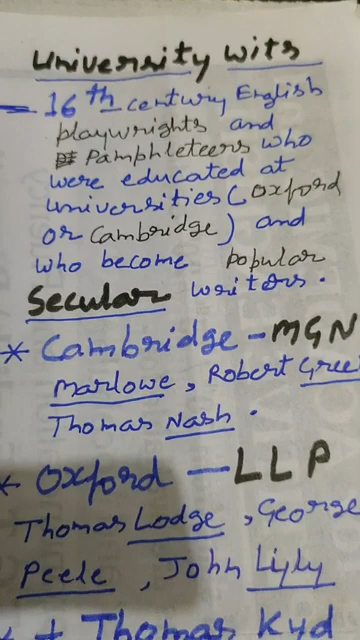 University wits
16th century English
playwrights and
Pamphleteers who
were educated at
universities (Oxford
or Cambridge) and
who become popular
Secular writers.
* Cambridge - MGN
Marlowe, Robert Gree
Thomas Nash.
* Oxford - LLP
Thomas Lodge, George
Peele, John Lyly
* + Thomas Kyd